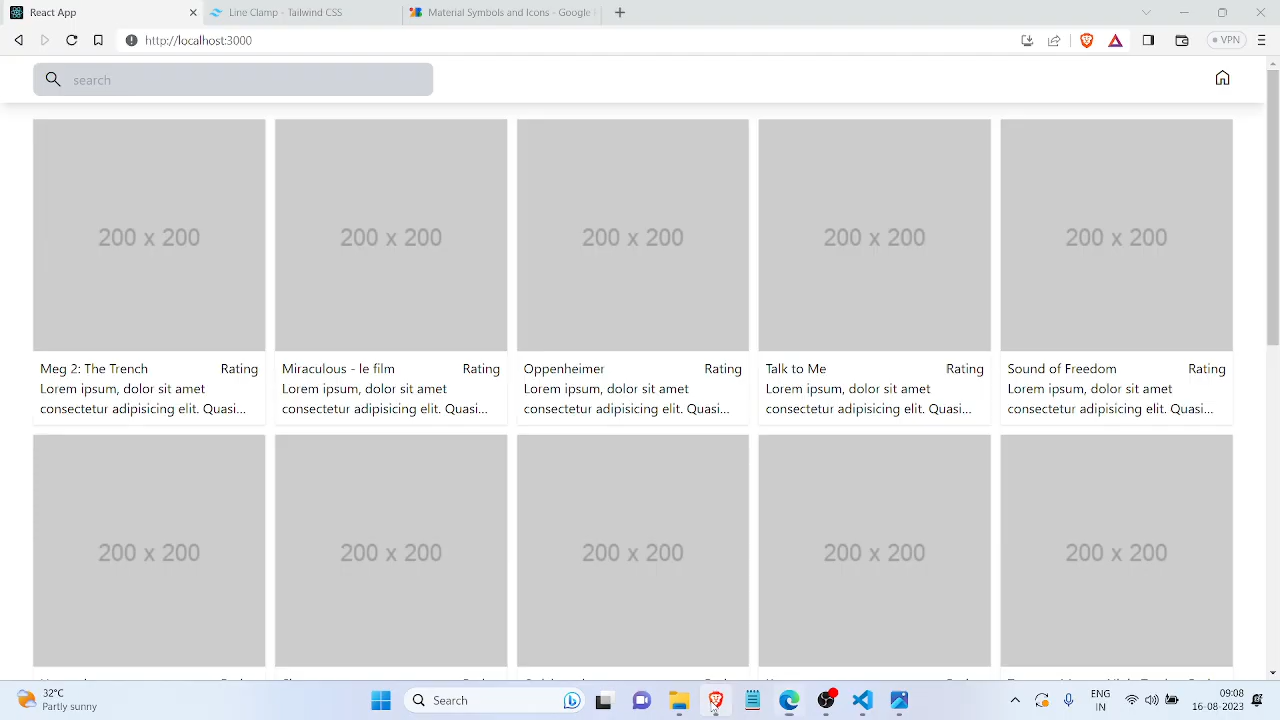 React App
Line Clamp - Tailwind CSS
Material Symbols and Icons - Google
http://localhost:3000
VPN
search
200 x 200
200 x 200
200 x 200
200 x 200
200 x 200
Meg 2: The Trench Rating
Lorem ipsum, dolor sit amet
consectetur adipisicing elit. Quasi...
Miraculous - le film Rating
Lorem ipsum, dolor sit amet
consectetur adipisicing elit. Quasi...
Oppenheimer Rating
Lorem ipsum, dolor sit amet
consectetur adipisicing elit. Quasi...
Talk to Me Rating
Lorem ipsum, dolor sit amet
consectetur adipisicing elit. Quasi...
Sound of Freedom Rating
Lorem ipsum, dolor sit amet
consectetur adipisicing elit. Quasi...
200 x 200
200 x 200
200 x 200
200 x 200
200 x 200
32°C
Partly sunny
Search
ENG
IN
09:08
16-08-2023